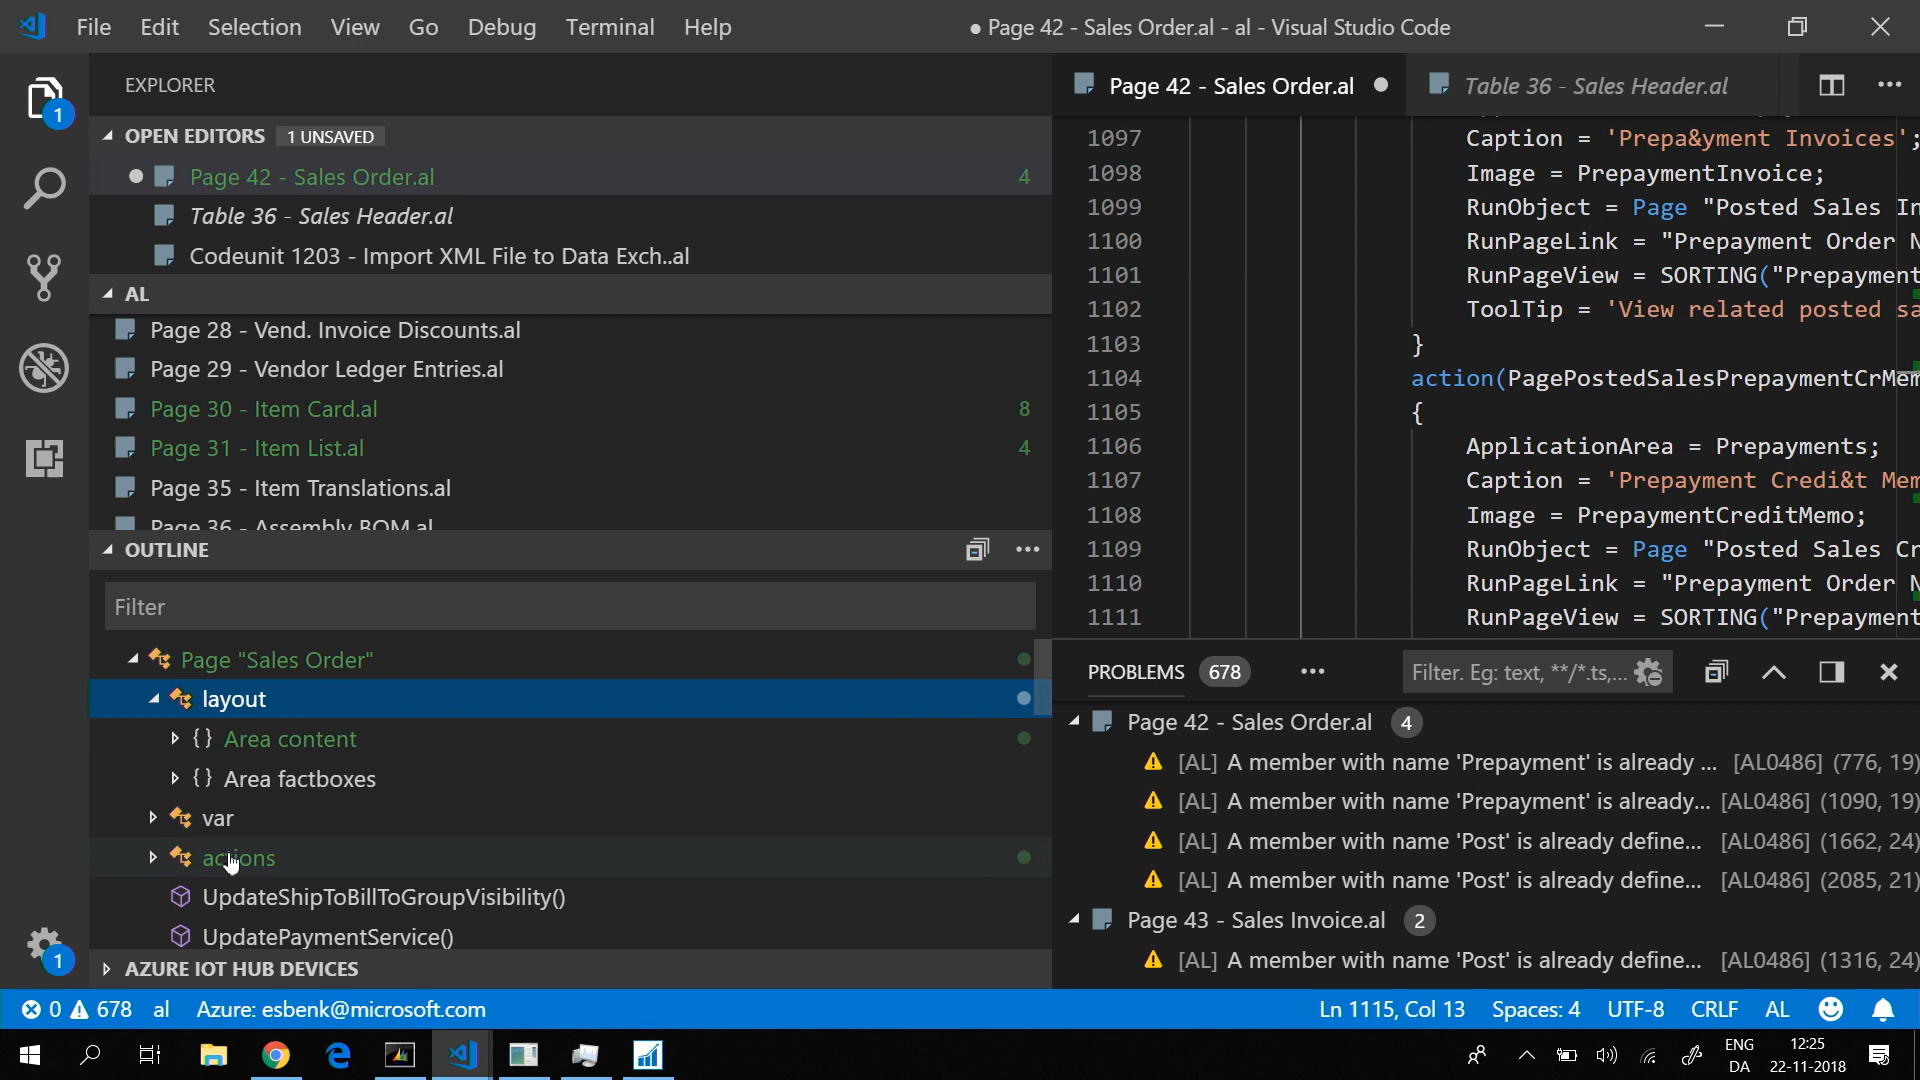 File Edit Selection View Go Debug Terminal Help
● Page 42 - Sales Order.al - al - Visual Studio Code
EXPLORER
1
OPEN EDITORS 1 UNSAVED
Page 42 - Sales Order.al 4
Table 36 - Sales Header.al
Codeunit 1203 - Import XML File to Data Exch..al
AL
Page 28 - Vend. Invoice Discounts.al
Page 29 - Vendor Ledger Entries.al
Page 30 - Item Card.al 8
Page 31 - Item List.al 4
Page 35 - Item Translations.al
Page 36 - Assembly BOM.al
OUTLINE
Filter
Page "Sales Order"
layout
{} Area content
{} Area factboxes
var
actions
UpdateShipToBillToGroupVisibility()
UpdatePaymentService()
1
AZURE IOT HUB DEVICES
Page 42 - Sales Order.al
Table 36 - Sales Header.al
1097 Caption = 'Prepa&yment Invoices';
1098 Image = PrepaymentInvoice;
1099 RunObject = Page "Posted Sales In
1100 RunPageLink = "Prepayment Order N
1101 RunPageView = SORTING("Prepayment
1102 ToolTip = 'View related posted sa
1103 }
1104 action(PagePostedSalesPrepaymentCrMem
1105 {
1106 ApplicationArea = Prepayments;
1107 Caption = 'Prepayment Credi&t Mem
1108 Image = PrepaymentCreditMemo;
1109 RunObject = Page "Posted Sales Cr
1110 RunPageLink = "Prepayment Order N
1111 RunPageView = SORTING("Prepayment
PROBLEMS 678 Filter. Eg: text, **/*.ts,...
Page 42 - Sales Order.al 4
[AL] A member with name 'Prepayment' is already ... [AL0486] (776, 19)
[AL] A member with name 'Prepayment' is already... [AL0486] (1090, 19)
[AL] A member with name 'Post' is already define... [AL0486] (1662, 24)
[AL] A member with name 'Post' is already define... [AL0486] (2085, 21)
Page 43 - Sales Invoice.al 2
[AL] A member with name 'Post' is already define... [AL0486] (1316, 24)
0 678 al Azure: esbenk@microsoft.com Ln 1115, Col 13 Spaces: 4 UTF-8 CRLF AL
ENG 12:25
DA 22-11-2018